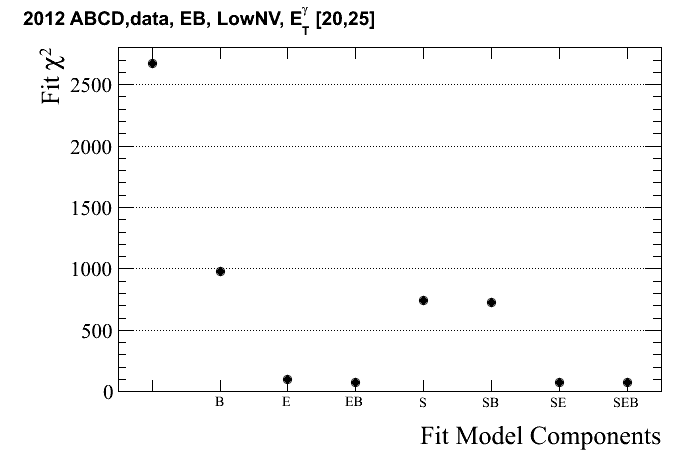 2012 ABCD,data, EB, LowNV, E_T^γ [20,25]
Fit χ²
2500
2000
1500
1000
500
0
B E EB S SB SE SEB
Fit Model Components